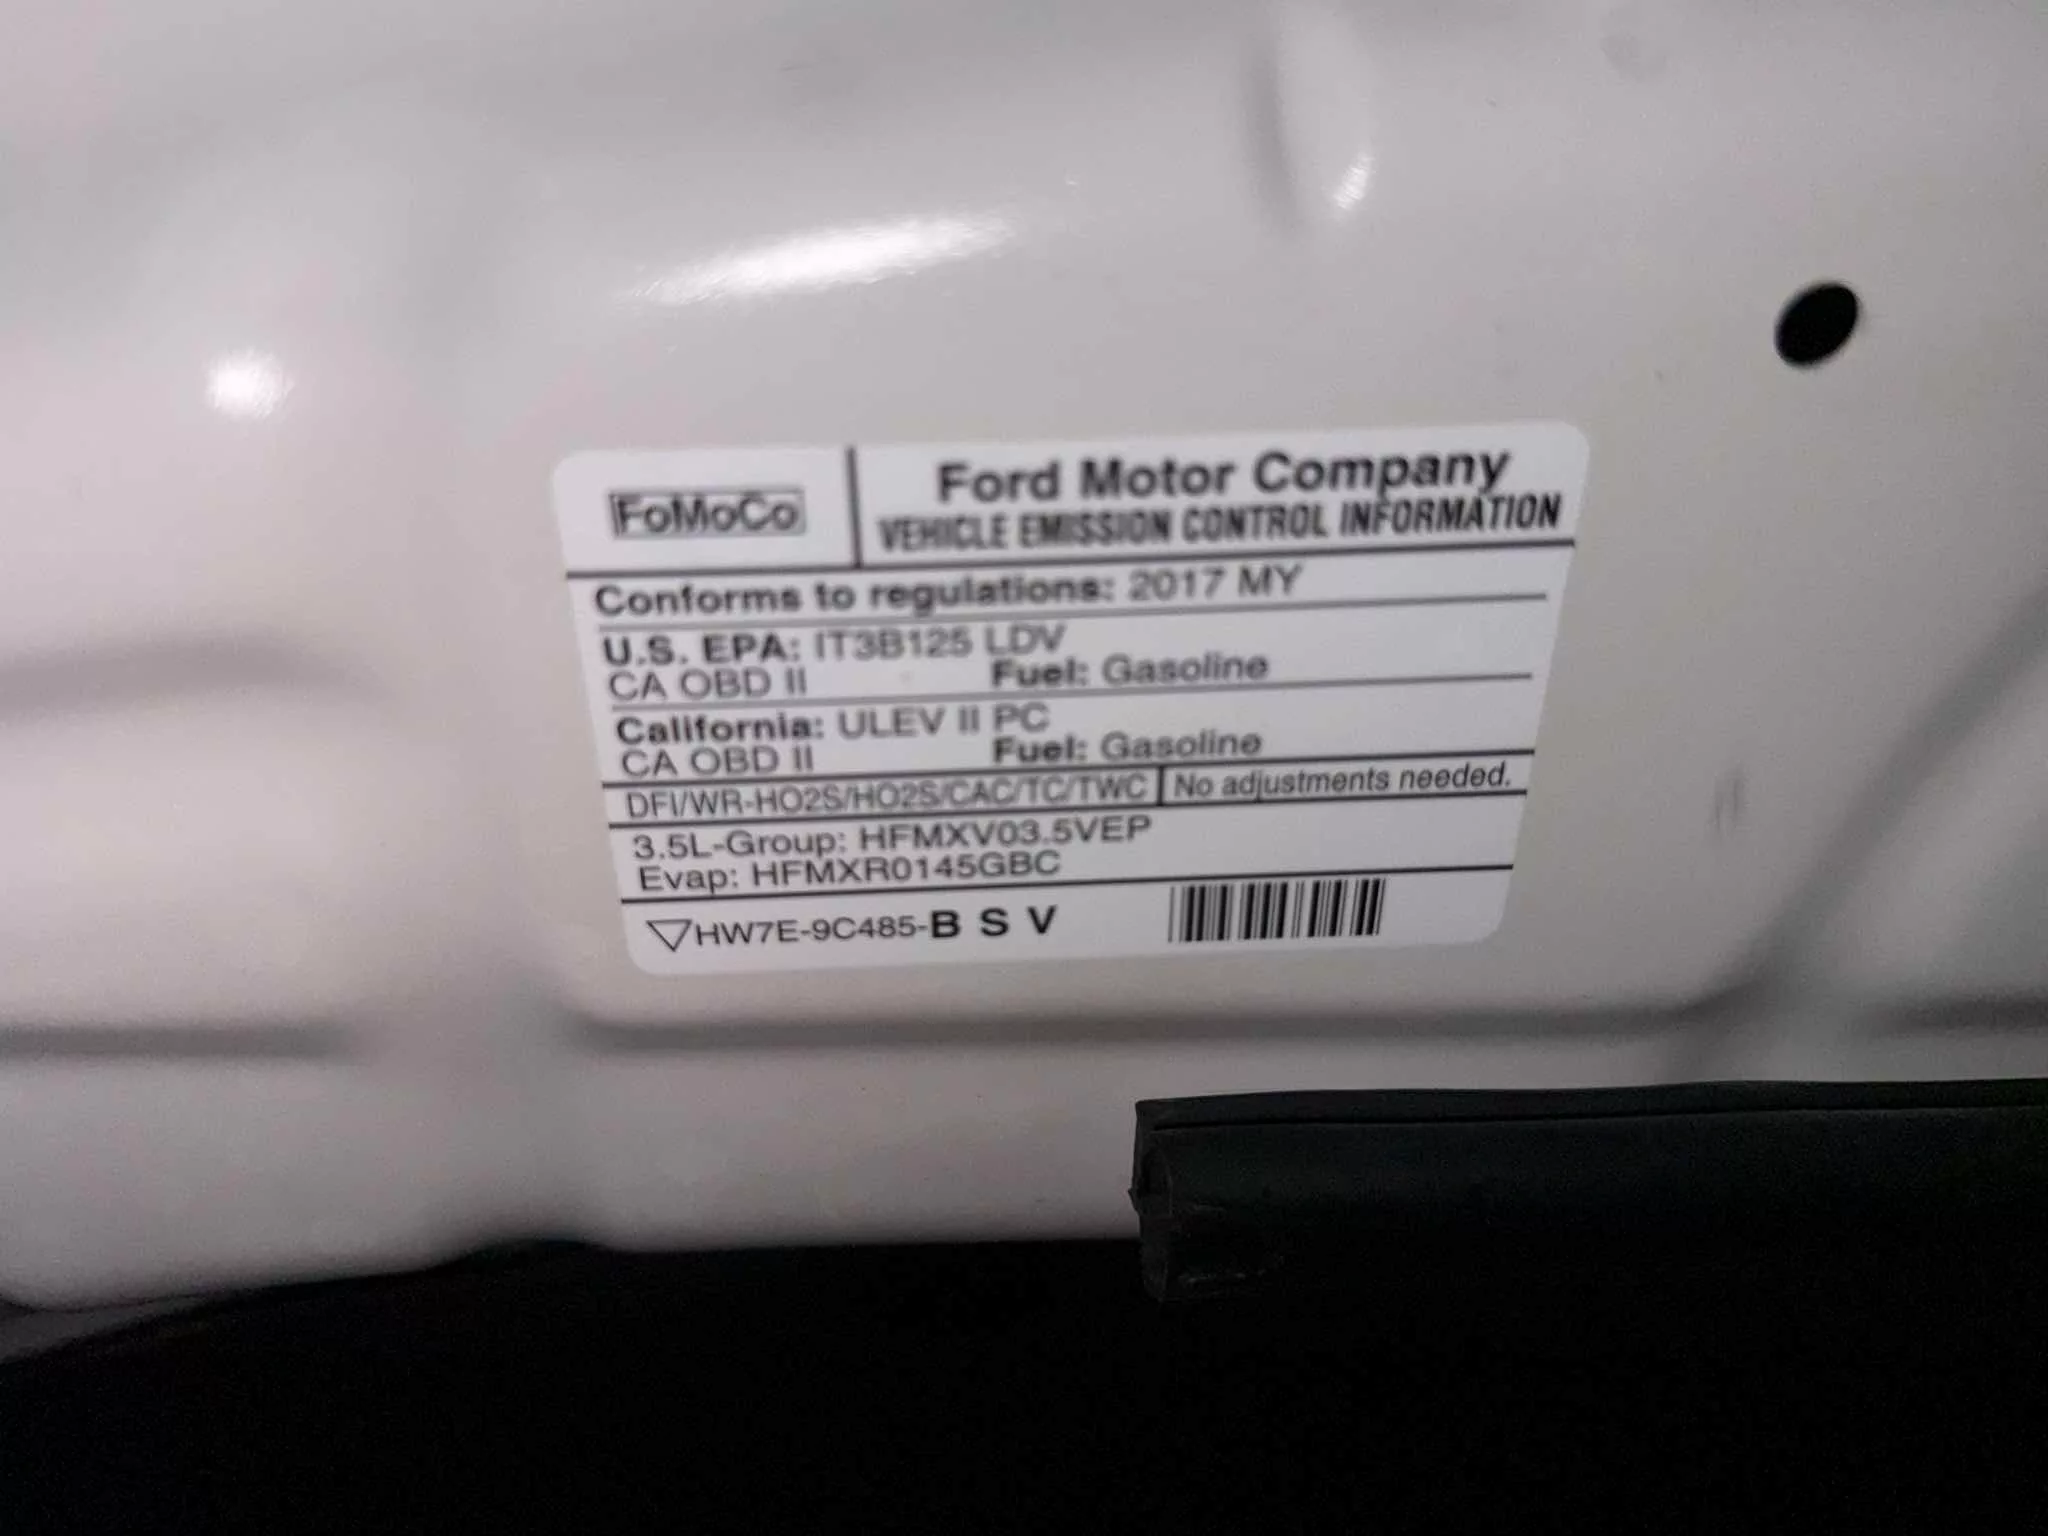 FoMoCo
Ford Motor Company
VEHICLE EMISSION CONTROL INFORMATION
Conforms to regulations: 2017 MY
U.S. EPA: IT3B125 LDV
CA OBD II Fuel: Gasoline
California: ULEV II PC
CA OBD II Fuel: Gasoline
DFI/WR-HO2S/HO2S/CAC/TC/TWC No adjustments needed.
3.5L-Group: HFMXV03.5VEP
Evap: HFMXR0145GBC
HW7E-9C485-B S V